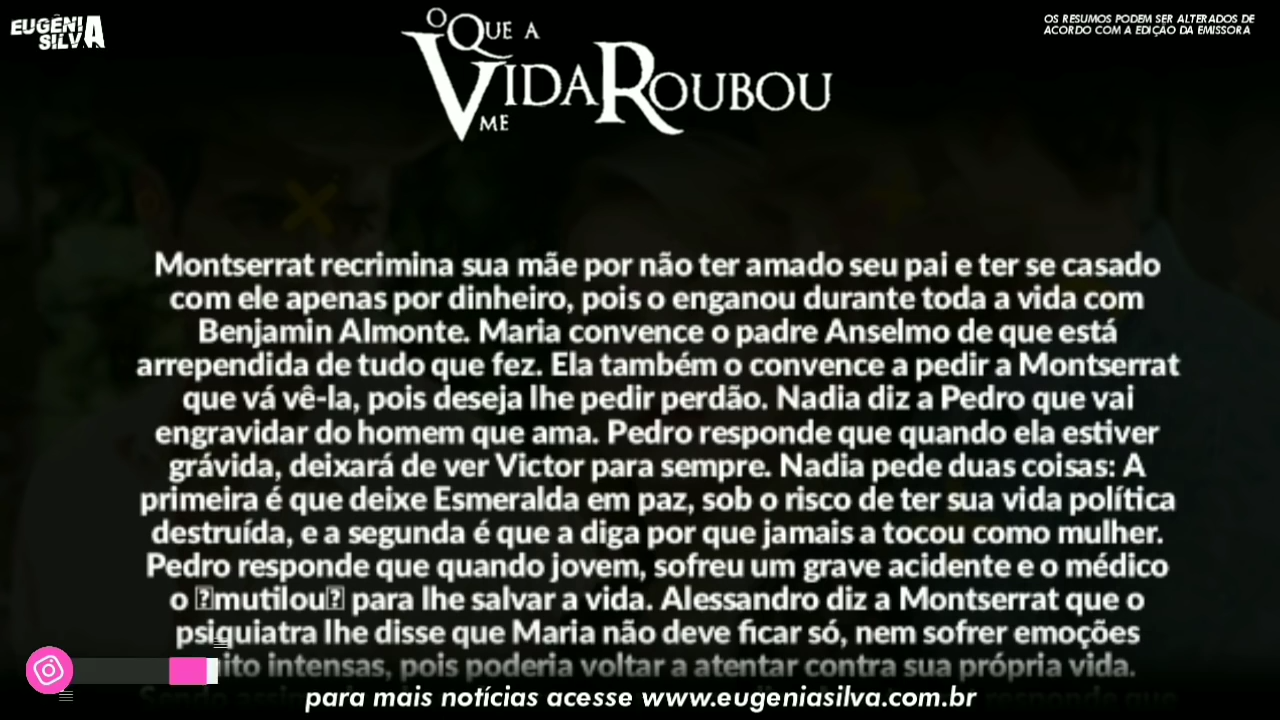 EUGÊNIA
SILVA
OS RESUMOS PODEM SER ALTERADOS DE
ACORDO COM A EDIÇÃO DA EMISSORA
O QUE A
VIDA ROUBOU
ME
Montserrat recrimina sua mãe por não ter amado seu pai e ter se casado
com ele apenas por dinheiro, pois o enganou durante toda a vida com
Benjamin Almonte. Maria convence o padre Anselmo de que está
arrependida de tudo que fez. Ela também o convence a pedir a Montserrat
que vá vê-la, pois deseja lhe pedir perdão. Nadia diz a Pedro que vai
engravidar do homem que ama. Pedro responde que quando ela estiver
grávida, deixará de ver Victor para sempre. Nadia pede duas coisas: A
primeira é que deixe Esmeralda em paz, sob o risco de ter sua vida política
destruída, e a segunda é que a diga por que jamais a tocou como mulher.
Pedro responde que quando jovem, sofreu um grave acidente e o médico
o mutilou para lhe salvar a vida. Alessandro diz a Montserrat que o
psiquiatra lhe disse que Maria não deve ficar só, nem sofrer emoções
intensas, pois poderia voltar a atentar contra sua própria vida.
responde que
para mais notícias acesse www.eugeniasilva.com.br